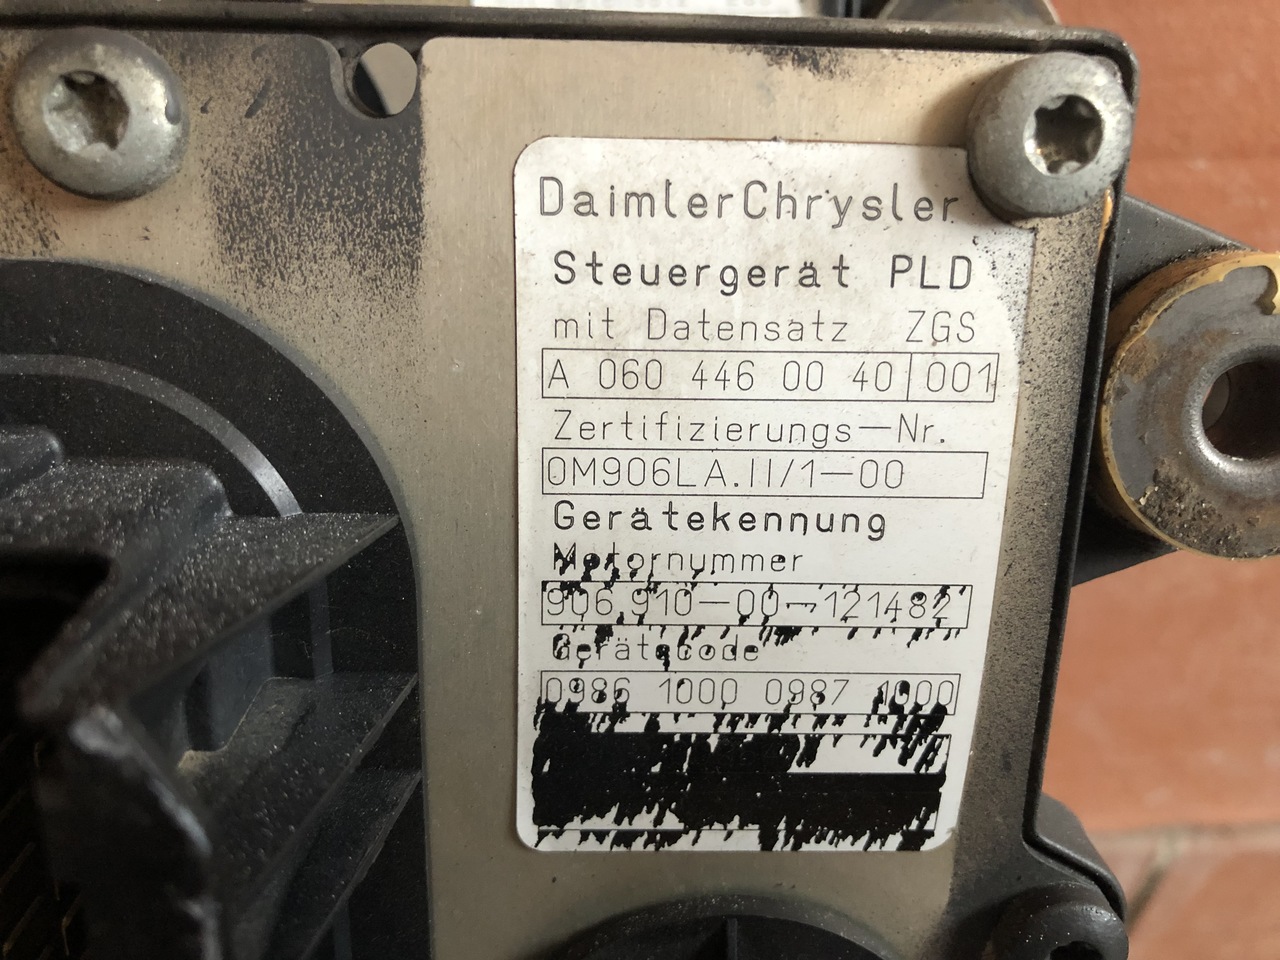 DaimlerChrysler
Steuergerät PLD
mit Datensatz ZGS
A 060 446 00 40 001
Zertifizierungs-Nr.
OM906LA.II/1-00
Gerätekennung
Motornummer
906.910-00-121482
Gerätecode
0986 1000 0987 1000